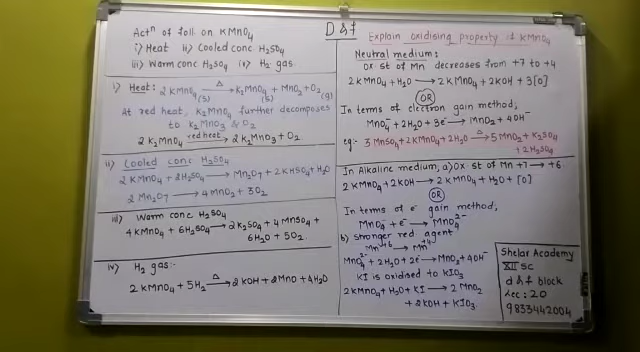 D & f
Actⁿ of foll. on KMnO₄
i) Heat ii) Cooled conc H₂SO₄
iii) Warm conc H₂SO₄ iv) H₂ gas.
i) Heat: 2KMnO₄ (s) —Δ→ K₂MnO₄ (s) + MnO₂ + O₂ (g)
At red heat, K₂MnO₄ further decomposes
to K₂MnO₃ & O₂
2K₂MnO₄ —red heat→ 2K₂MnO₃ + O₂
ii) Cooled conc H₂SO₄
2KMnO₄ + 2H₂SO₄ → Mn₂O₇ + 2KHSO₄ + H₂O
2Mn₂O₇ → 4MnO₂ + 3O₂
iii) Warm conc H₂SO₄
4KMnO₄ + 6H₂SO₄ → 2K₂SO₄ + 4MnSO₄ +
6H₂O + 5O₂
iv) H₂ gas:-
2KMnO₄ + 5H₂ —Δ→ 2KOH + 2MnO + 4H₂O
Explain oxidising property of KMnO₄
Neutral medium:
ox st of Mn decreases from +7 to +4
2KMnO₄ + H₂O → 2KMnO₂ + 2KOH + 3[O]
OR
In terms of electron gain method,
MnO₄⁻ + 2H₂O + 3e⁻ → MnO₂ + 4OH⁻
eg:- 3MnSO₄ + 2KMnO₄ + 2H₂O —Δ→ 5MnO₂ + K₂SO₄
+ 2H₂SO₄
In Alkaline medium, a) ox. st of Mn +7 → +6
2KMnO₄ + 2KOH → 2K₂MnO₄ + H₂O + [O]
OR
In terms of e⁻ gain method,
MnO₄⁻ + e⁻ → MnO₄²⁻
b) stronger red agent
Mn⁺⁶ → Mn⁺⁴
MnO₄²⁻ + 2H₂O + 2e⁻ → MnO₂ + 4OH⁻
KI is oxidised to KIO₃
2KMnO₄ + H₂O + KI → 2MnO₂
+ 2KOH + KIO₃
Shelar Academy
XII sc
d & f block
Lec: 20
9833442004